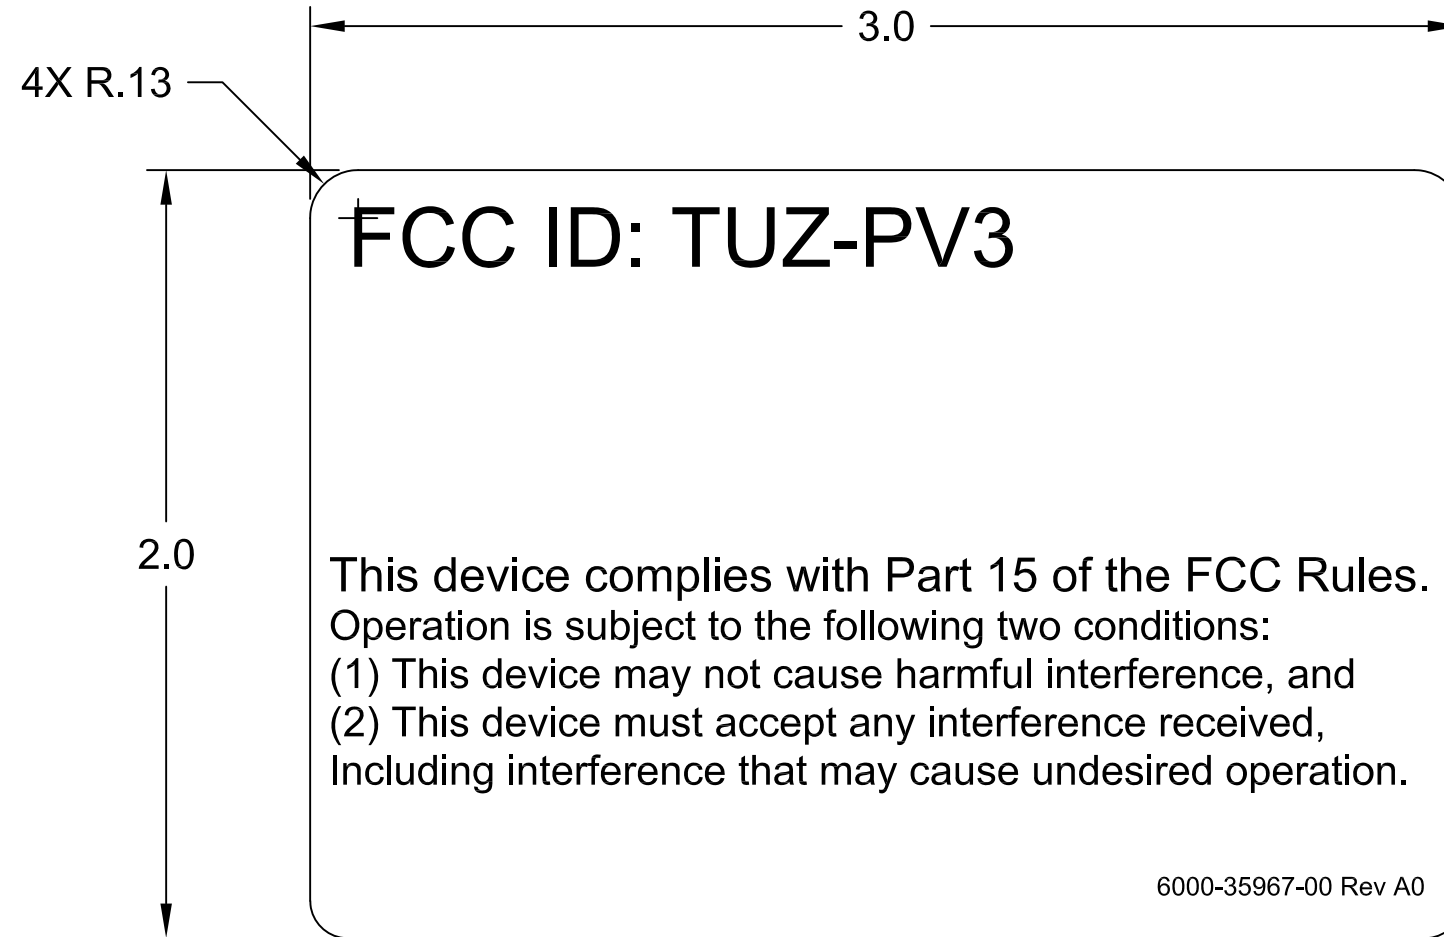 3.0
4X R.13
FCC ID: TUZ-PV3
2.0
This device complies with Part 15 of the FCC Rules.
Operation is subject to the following two conditions:
(1) This device may not cause harmful interference, and
(2) This device must accept any interference received,
Including interference that may cause undesired operation.
6000-35967-00 Rev A0